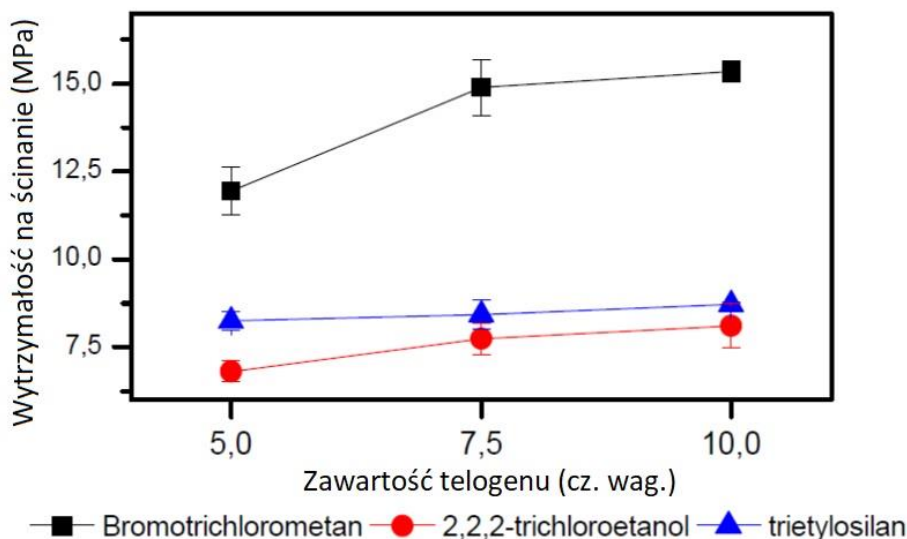 Wytrzymałość na ścinanie (MPa)
15,0
12,5
10,0
7,5
5,0 7,5 10,0
Zawartość telogenu (cz. wag.)
Bromotrichlorometan 2,2,2-trichloroetanol trietylosilan